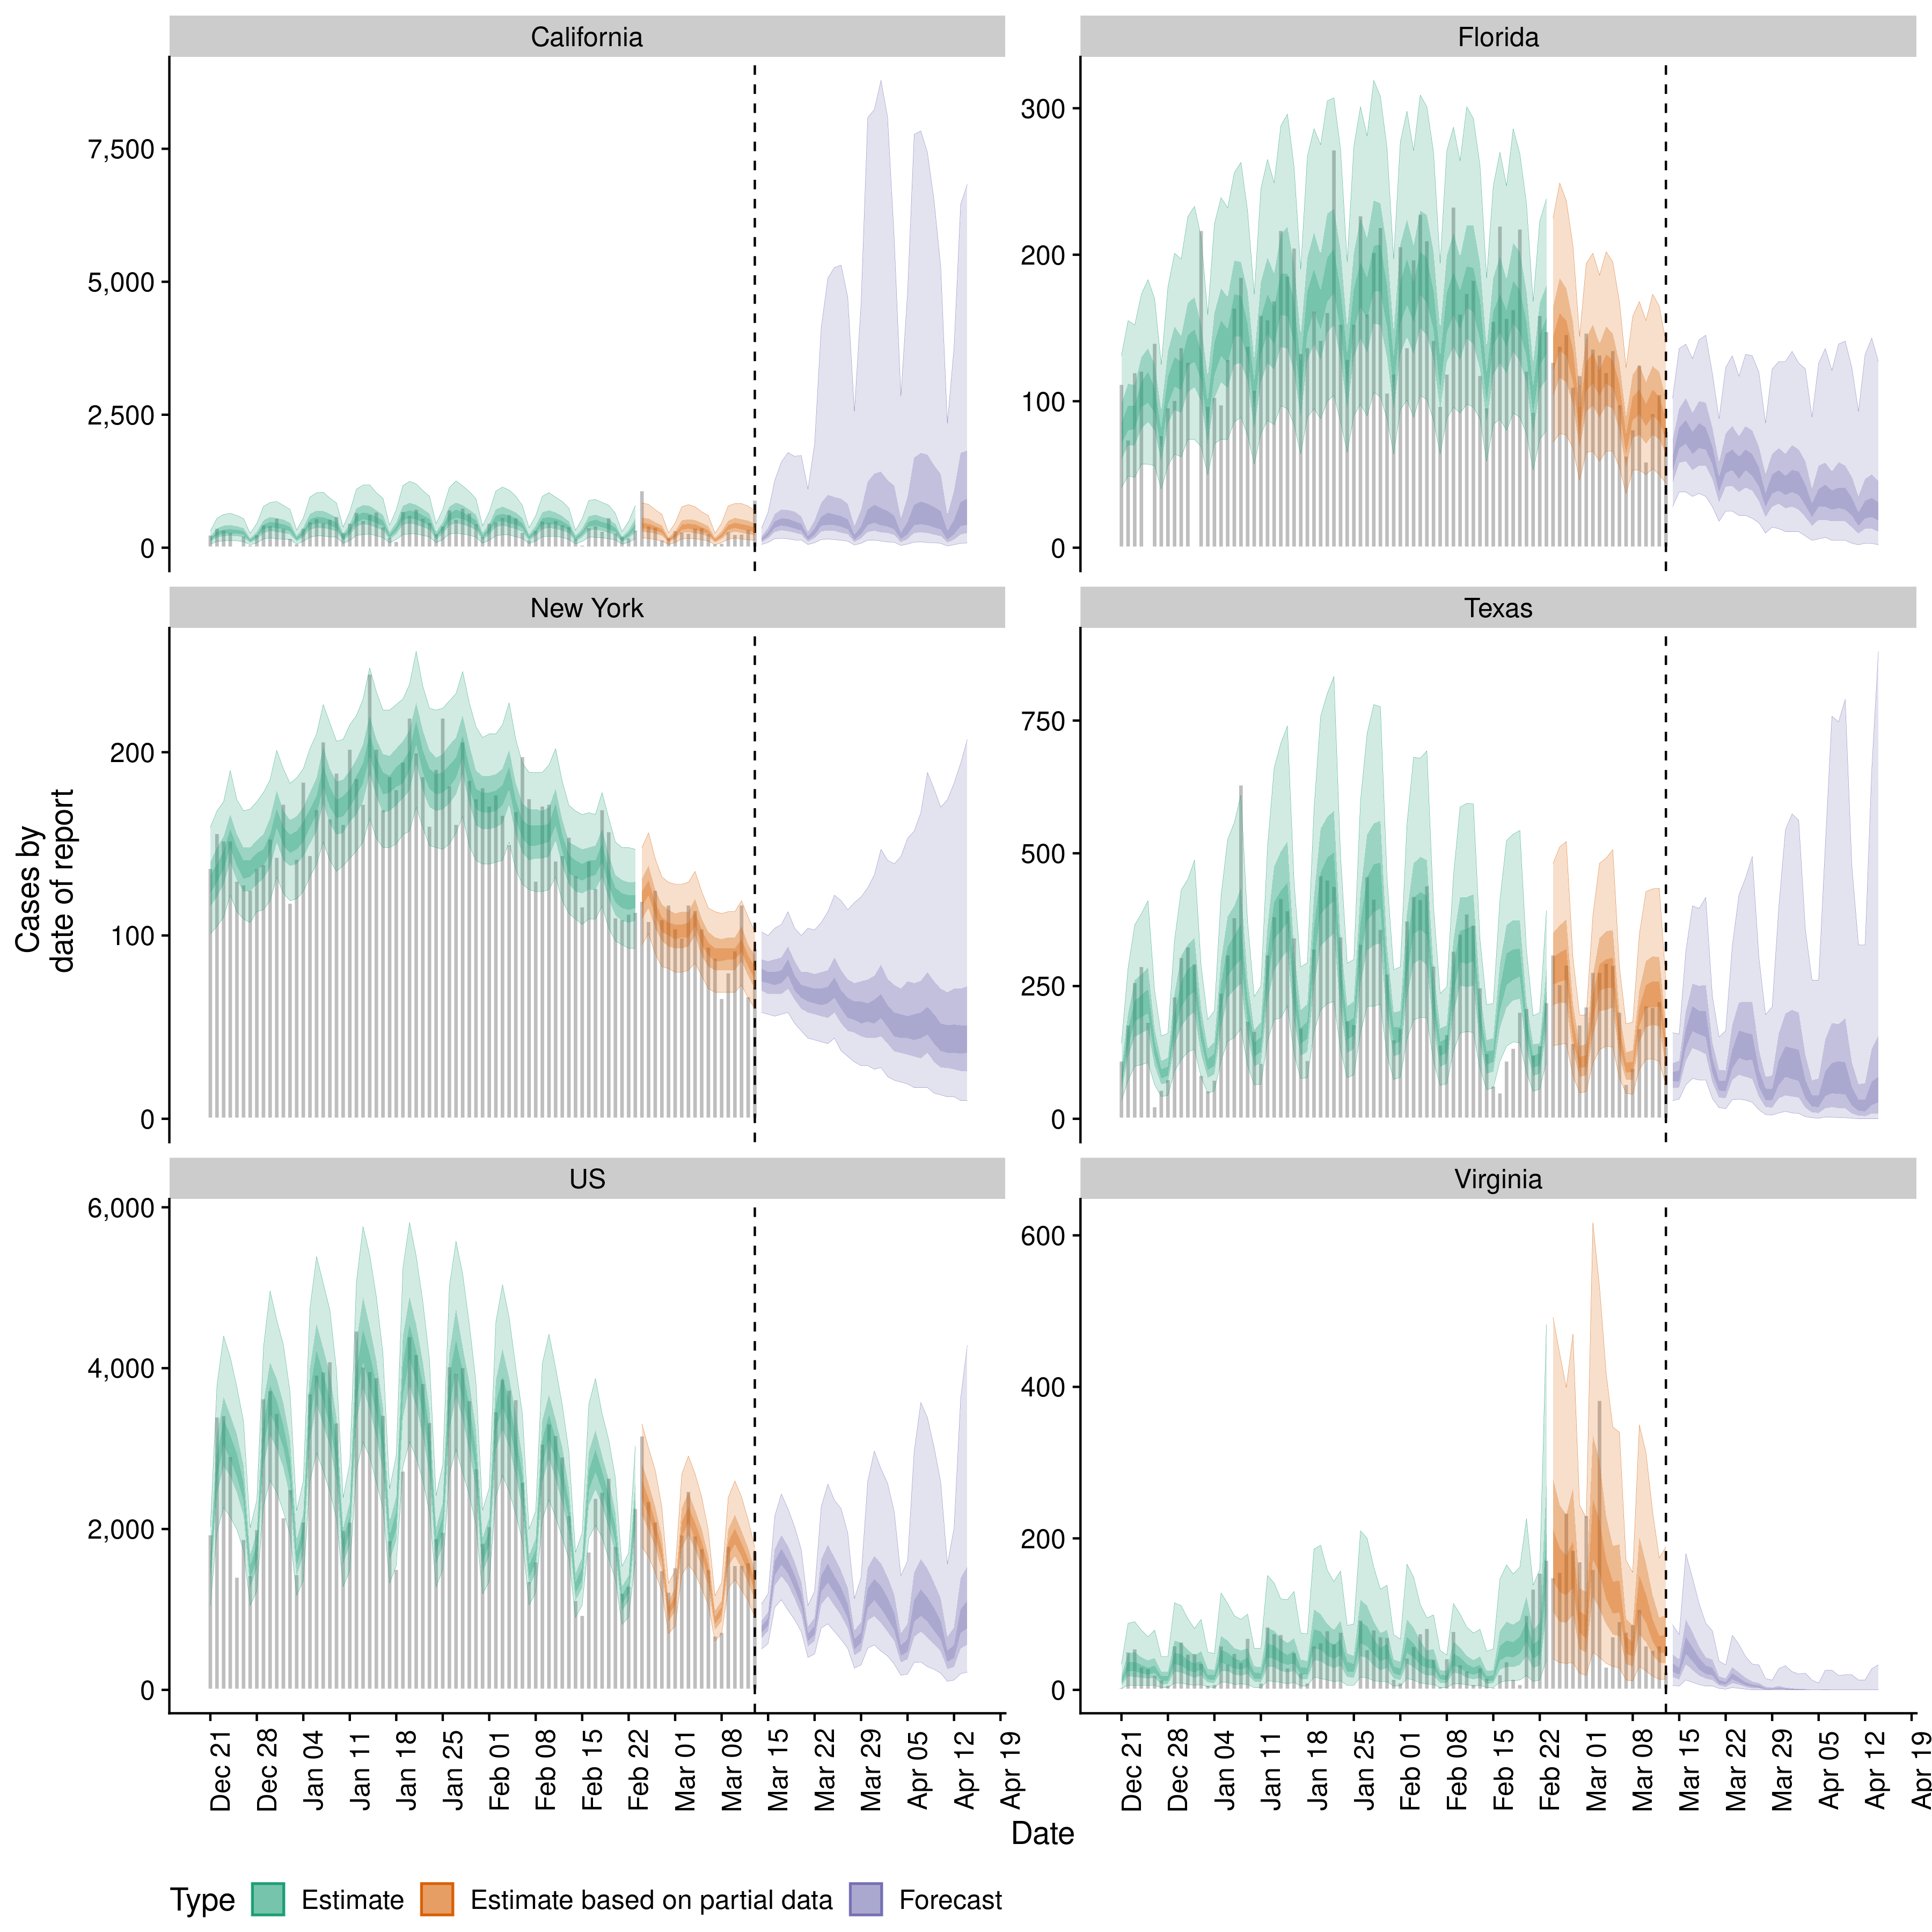 California
Florida
7,500
5,000
2,500
0
300
200
100
0
New York
Texas
200
100
0
750
500
250
0
Cases by
date of report
US
Virginia
6,000
4,000
2,000
0
600
400
200
0
Dec 21 Dec 28 Jan 04 Jan 11 Jan 18 Jan 25 Feb 01 Feb 08 Feb 15 Feb 22 Mar 01 Mar 08 Mar 15 Mar 22 Mar 29 Apr 05 Apr 12 Apr 19
Dec 21 Dec 28 Jan 04 Jan 11 Jan 18 Jan 25 Feb 01 Feb 08 Feb 15 Feb 22 Mar 01 Mar 08 Mar 15 Mar 22 Mar 29 Apr 05 Apr 12 Apr 19
Date
Type Estimate Estimate based on partial data Forecast